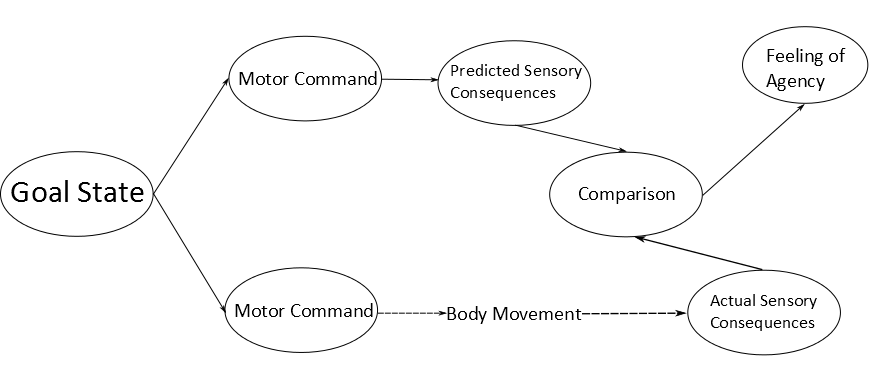 Goal State
Motor Command
Predicted Sensory
Consequences
Feeling of
Agency
Comparison
Motor Command
Body Movement
Actual Sensory
Consequences